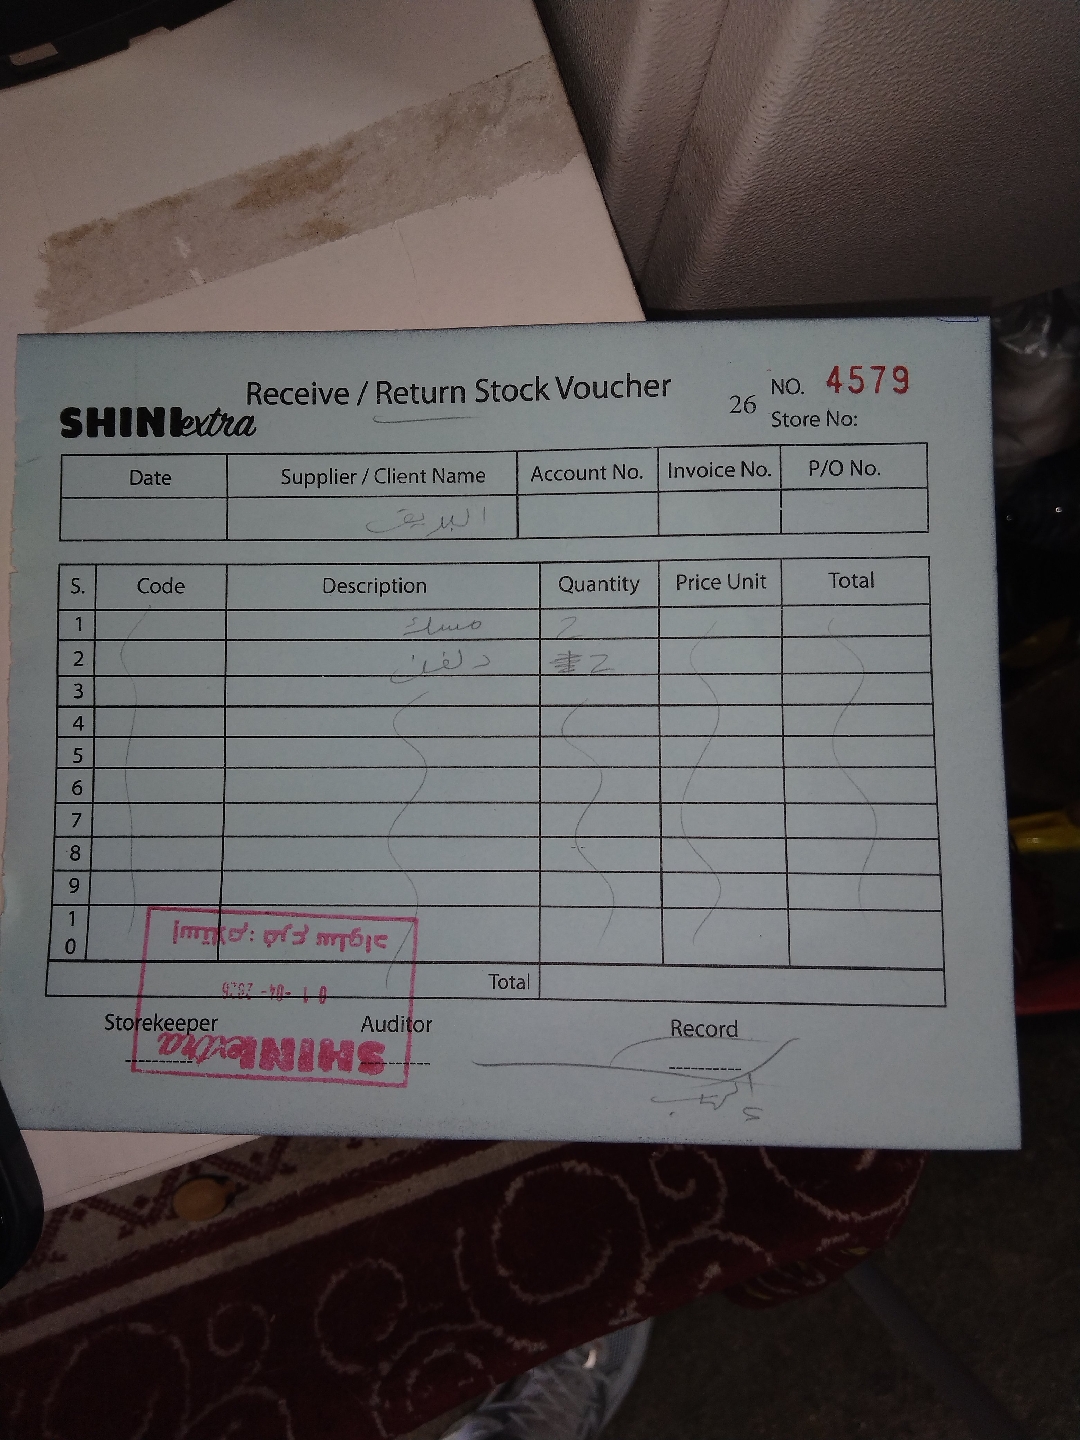 Receive / Return Stock Voucher
SHINIextra
26
NO. 4579
Store No:
Date Supplier / Client Name Account No. Invoice No. P/O No.
البريق
S. Code Description Quantity Price Unit Total
1 مساك 2
2 دلفن 2
3
4
5
6
7
8
9
10
Total
Storekeeper Auditor Record
SHINIextra